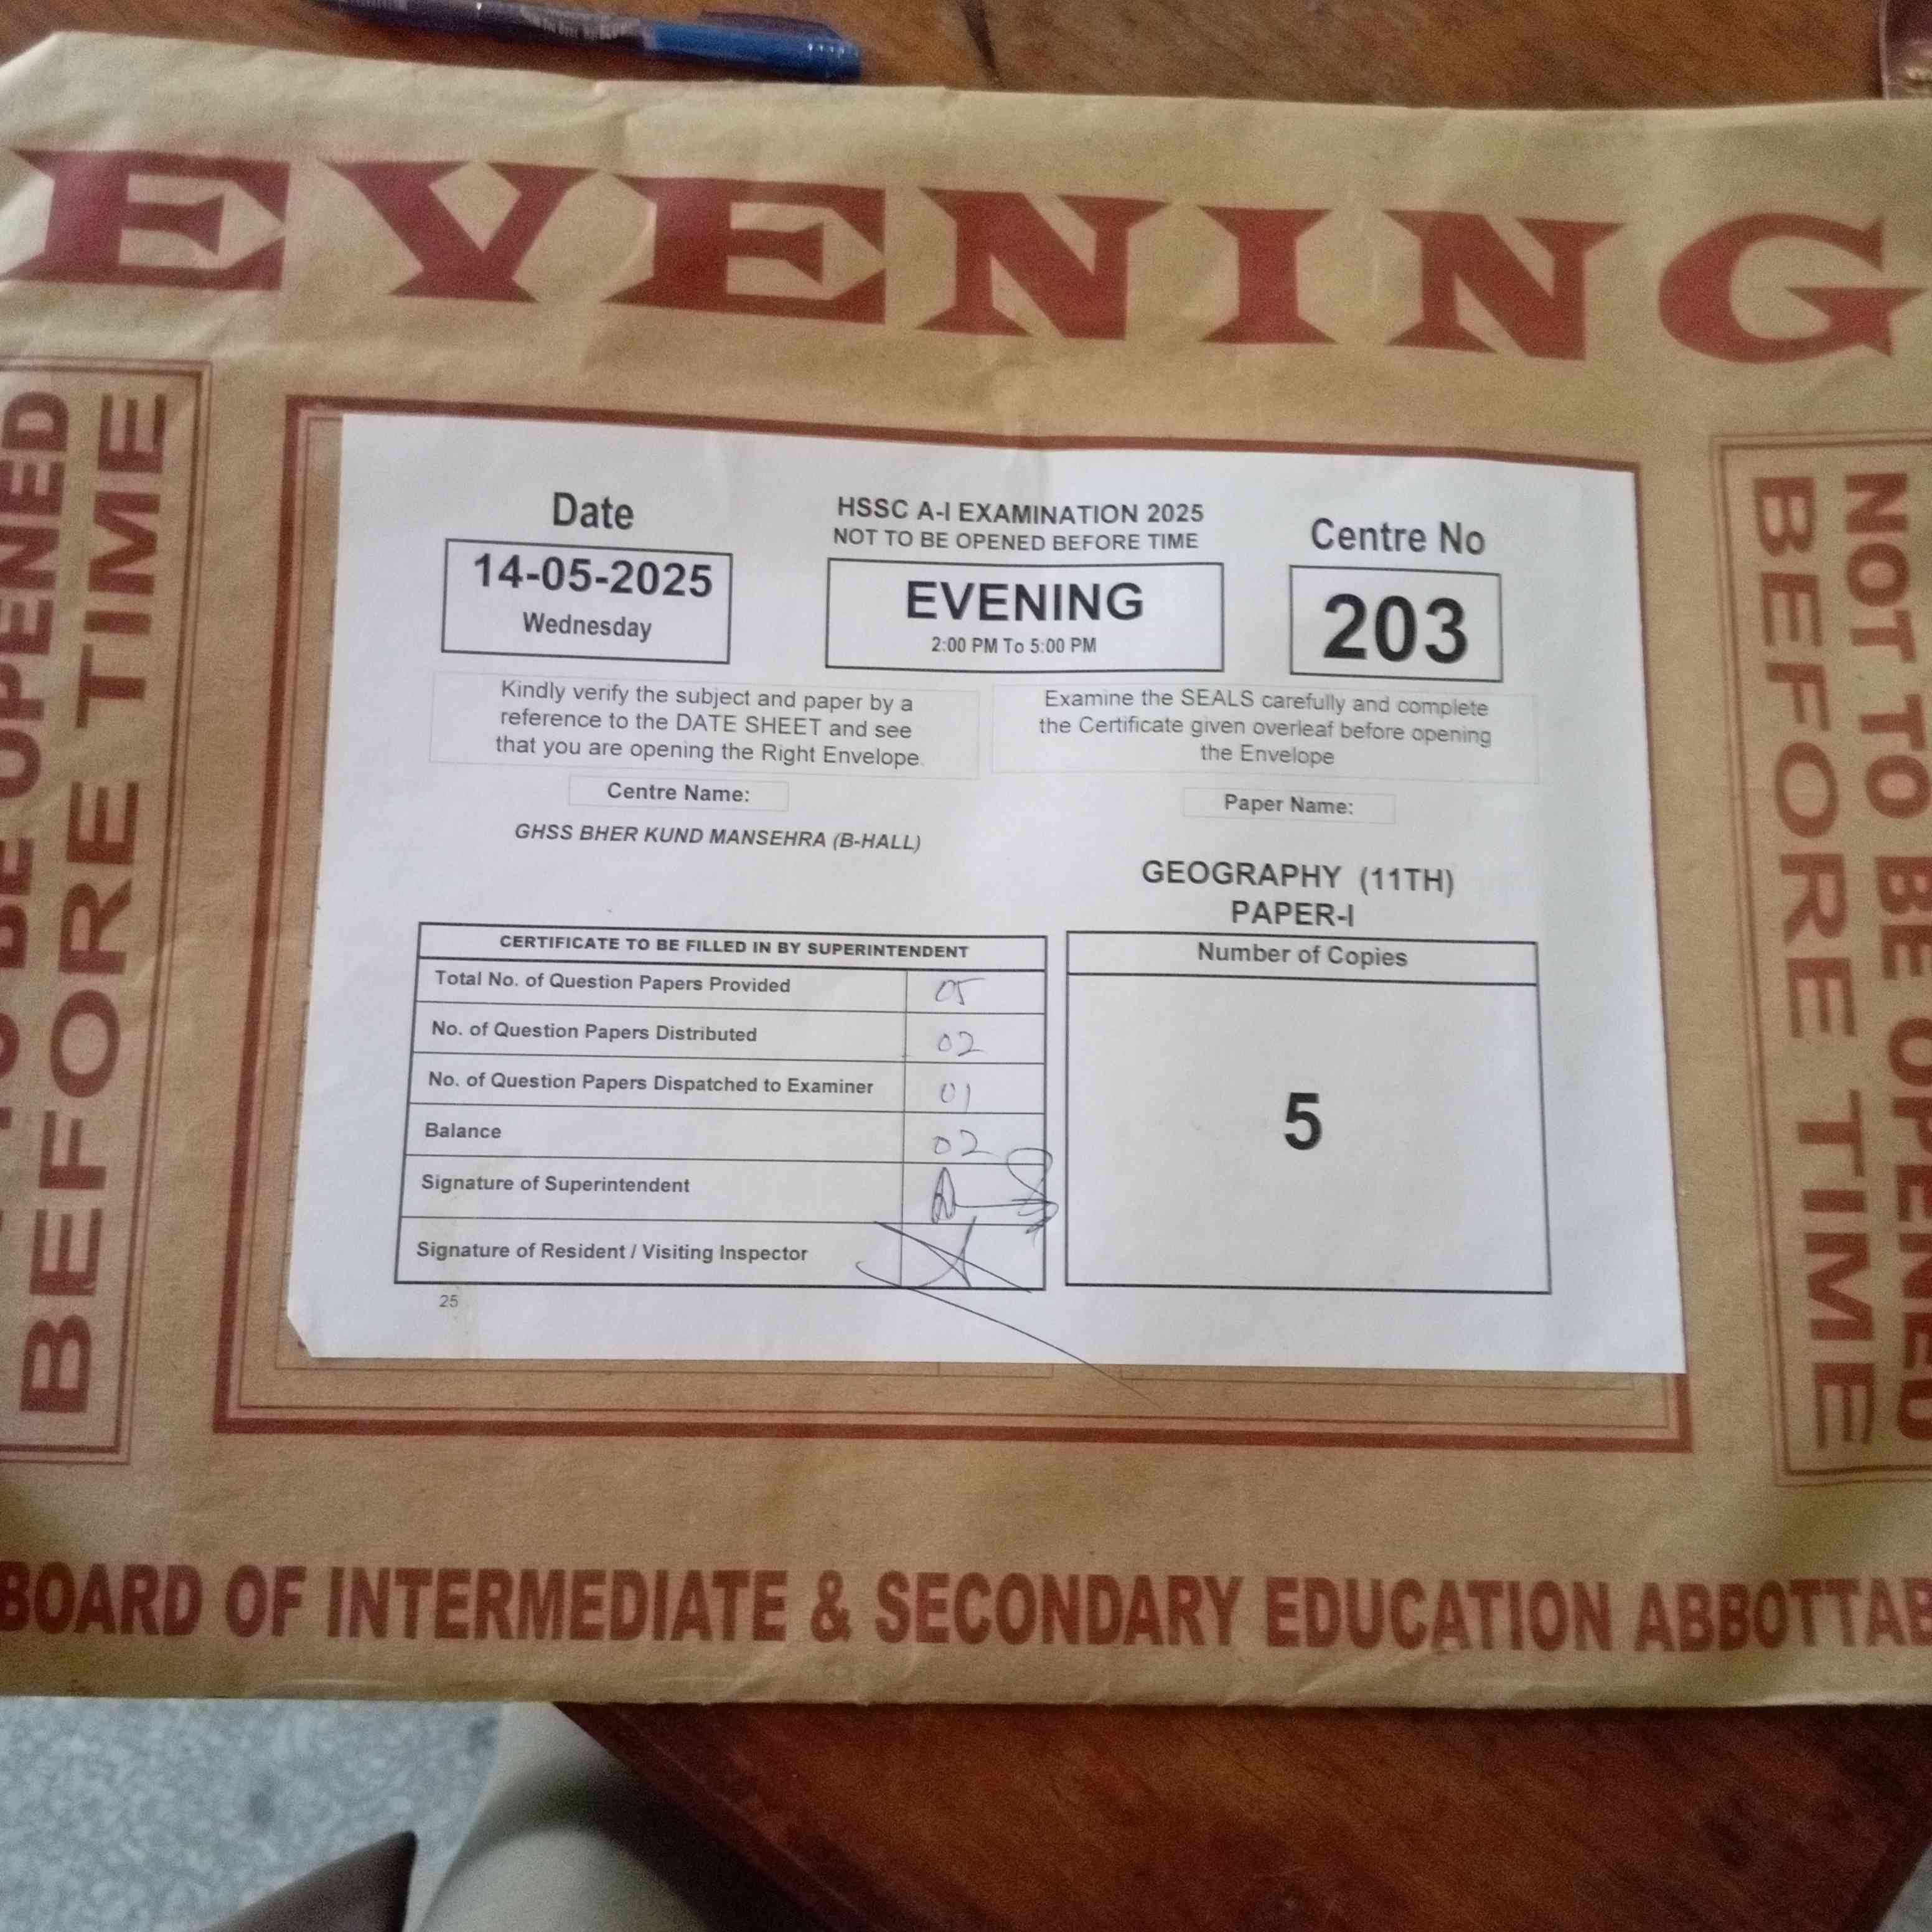 EVENING
NOT TO BE OPENED
BEFORE TIME
Date
14-05-2025
Wednesday
HSSC A-I EXAMINATION 2025
NOT TO BE OPENED BEFORE TIME
EVENING
2:00 PM To 5:00 PM
Centre No
203
Kindly verify the subject and paper by a
reference to the DATE SHEET and see
that you are opening the Right Envelope.
Examine the SEALS carefully and complete
the Certificate given overleaf before opening
the Envelope
Centre Name:
GHSS BHER KUND MANSEHRA (B-HALL)
Paper Name:
GEOGRAPHY (11TH)
PAPER-I
CERTIFICATE TO BE FILLED IN BY SUPERINTENDENT
Total No. of Question Papers Provided 05
No. of Question Papers Distributed 02
No. of Question Papers Dispatched to Examiner 01
Balance 02
Signature of Superintendent
Signature of Resident / Visiting Inspector
25
Number of Copies
5
NOT TO BE OPENED
BEFORE TIME
BOARD OF INTERMEDIATE & SECONDARY EDUCATION ABBOTTAB